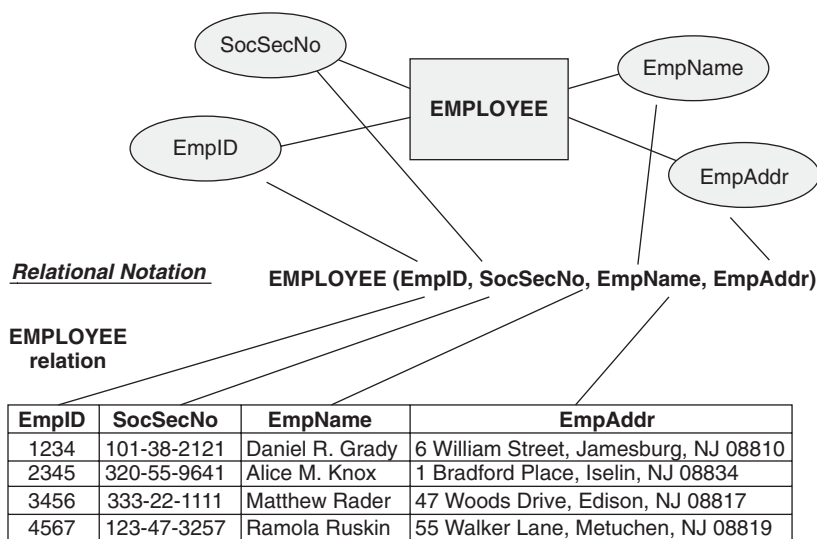 SocSecNo
EmpName
EMPLOYEE
EmpID
EmpAddr
Relational Notation EMPLOYEE (EmpID, SocSecNo, EmpName, EmpAddr)
EMPLOYEE
relation
EmpID SocSecNo EmpName EmpAddr
1234 101-38-2121 Daniel R. Grady 6 William Street, Jamesburg, NJ 08810
2345 320-55-9641 Alice M. Knox 1 Bradford Place, Iselin, NJ 08834
3456 333-22-1111 Matthew Rader 47 Woods Drive, Edison, NJ 08817
4567 123-47-3257 Ramola Ruskin 55 Walker Lane, Metuchen, NJ 08819